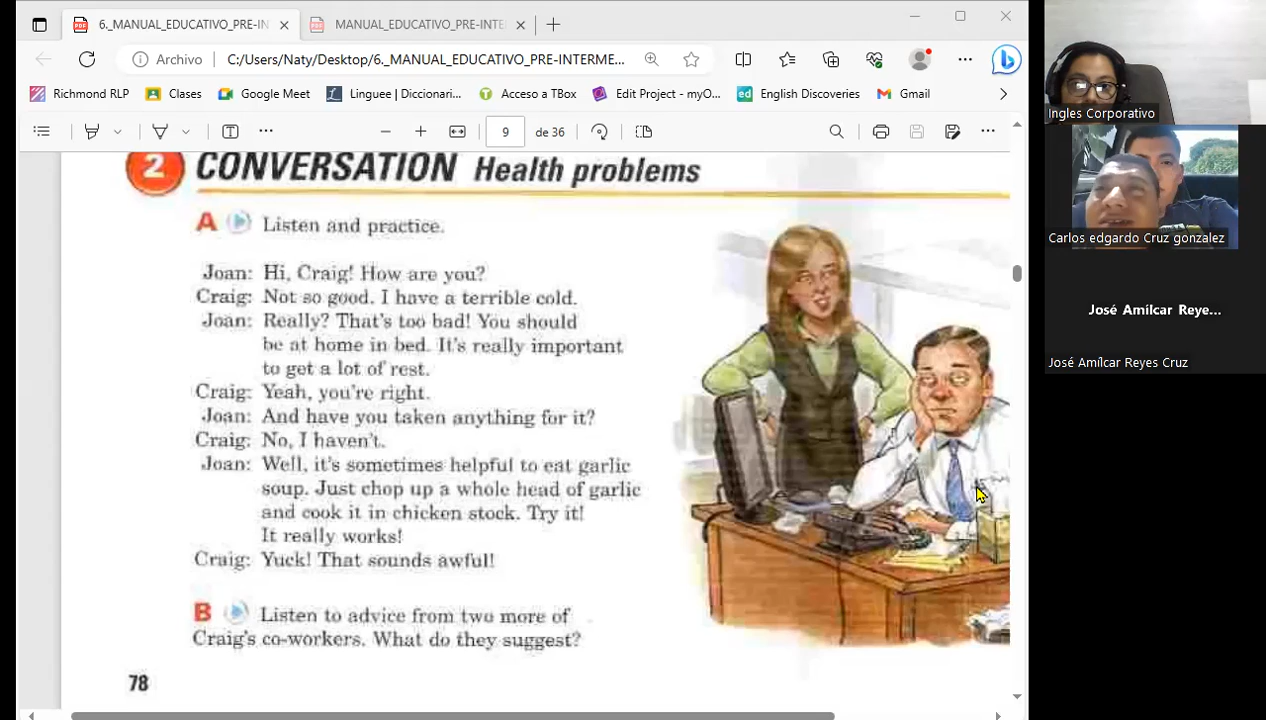 6._MANUAL_EDUCATIVO_PRE-IN
MANUAL_EDUCATIVO_PRE-INTE
Archivo
C:/Users/Naty/Desktop/6._MANUAL_EDUCATIVO_PRE-INTERME...
Richmond RLP
Clases
Google Meet
Lingue | Diccionari...
Acceso a TBox
Edit Project - myO...
English Discoveries
Gmail
9 de 36
2 CONVERSATION Health problems
A Listen and practice.
Joan: Hi, Craig! How are you?
Craig: Not so good. I have a terrible cold.
Joan: Really? That's too bad! You should
be at home in bed. It's really important
to get a lot of rest.
Craig: Yeah, you're right.
Joan: And have you taken anything for it?
Craig: No, I haven't.
Joan: Well, it's sometimes helpful to eat garlic
soup. Just chop up a whole head of garlic
and cook it in chicken stock. Try it!
It really works!
Craig: Yuck! That sounds awful!
B Listen to advice from two more of
Craig's co-workers. What do they suggest?
78
Ingles Corporativo
Carlos edgardo Cruz gonzalez
José Amílcar Reye...
José Amílcar Reyes Cruz